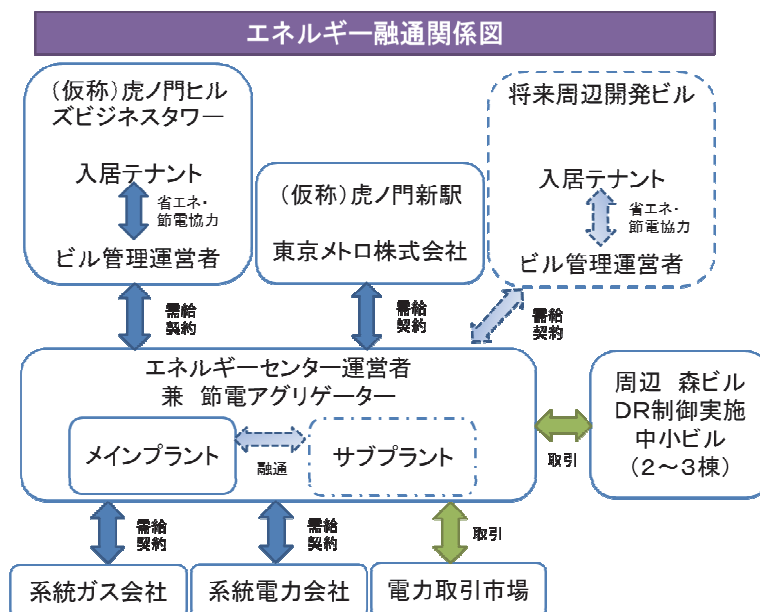 エネルギー融通関係図
（仮称）虎ノ門ヒル
ズビジネスタワー
入居テナント
省エネ・
節電協力
ビル管理運営者
（仮称）虎ノ門新駅
東京メトロ株式会社
将来周辺開発ビル
入居テナント
省エネ・
節電協力
ビル管理運営者
需給
契約
需給
契約
需給
契約
エネルギーセンター運営者
兼 節電アグリゲーター
メインプラント
融通
サブプラント
取引
周辺 森ビル
DR制御実施
中小ビル
（2～3棟）
需給
契約
需給
契約
取引
系統ガス会社
系統電力会社
電力取引市場